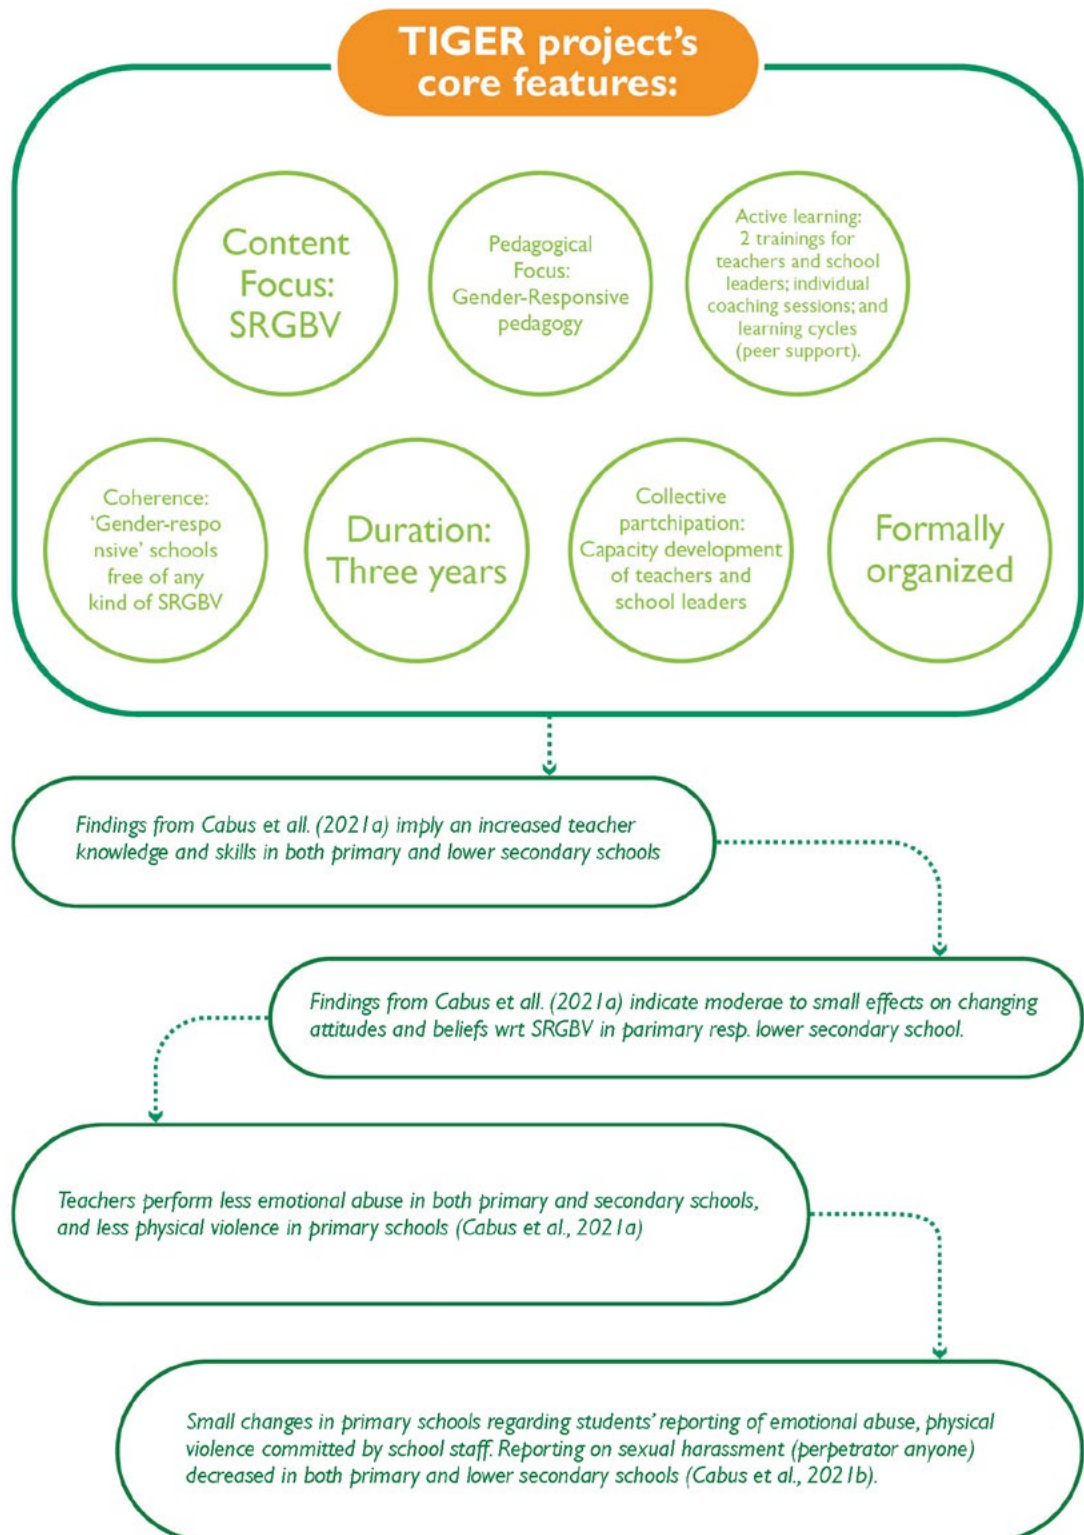 TIGER project's
core features:
Content
Focus:
SRGBV
Pedagogical
Focus:
Gender-Responsive
pedagogy
Active learning:
2 trainings for
teachers and school
leaders; individual
coaching sessions; and
learning cycles
(peer support).
Coherence:
'Gender-respo
nsive' schools
free of any
kind of SRGBV
Duration:
Three years
Collective
partchipation:
Capacity development
of teachers and
school leaders
Formally
organized
Findings from Cabus et all. (2021a) imply an increased teacher
knowledge and skills in both primary and lower secondary schools
Findings from Cabus et all. (2021a) indicate moderae to small effects on changing
attitudes and beliefs wrt SRGBV in parimary resp. lower secondary school.
Teachers perform less emotional abuse in both primary and secondary schools,
and less physical violence in primary schools (Cabus et al., 2021a)
Small changes in primary schools regarding students' reporting of emotional abuse, physical
violence committed by school staff. Reporting on sexual harassment (perpetrator anyone)
decreased in both primary and lower secondary schools (Cabus et al., 2021b).